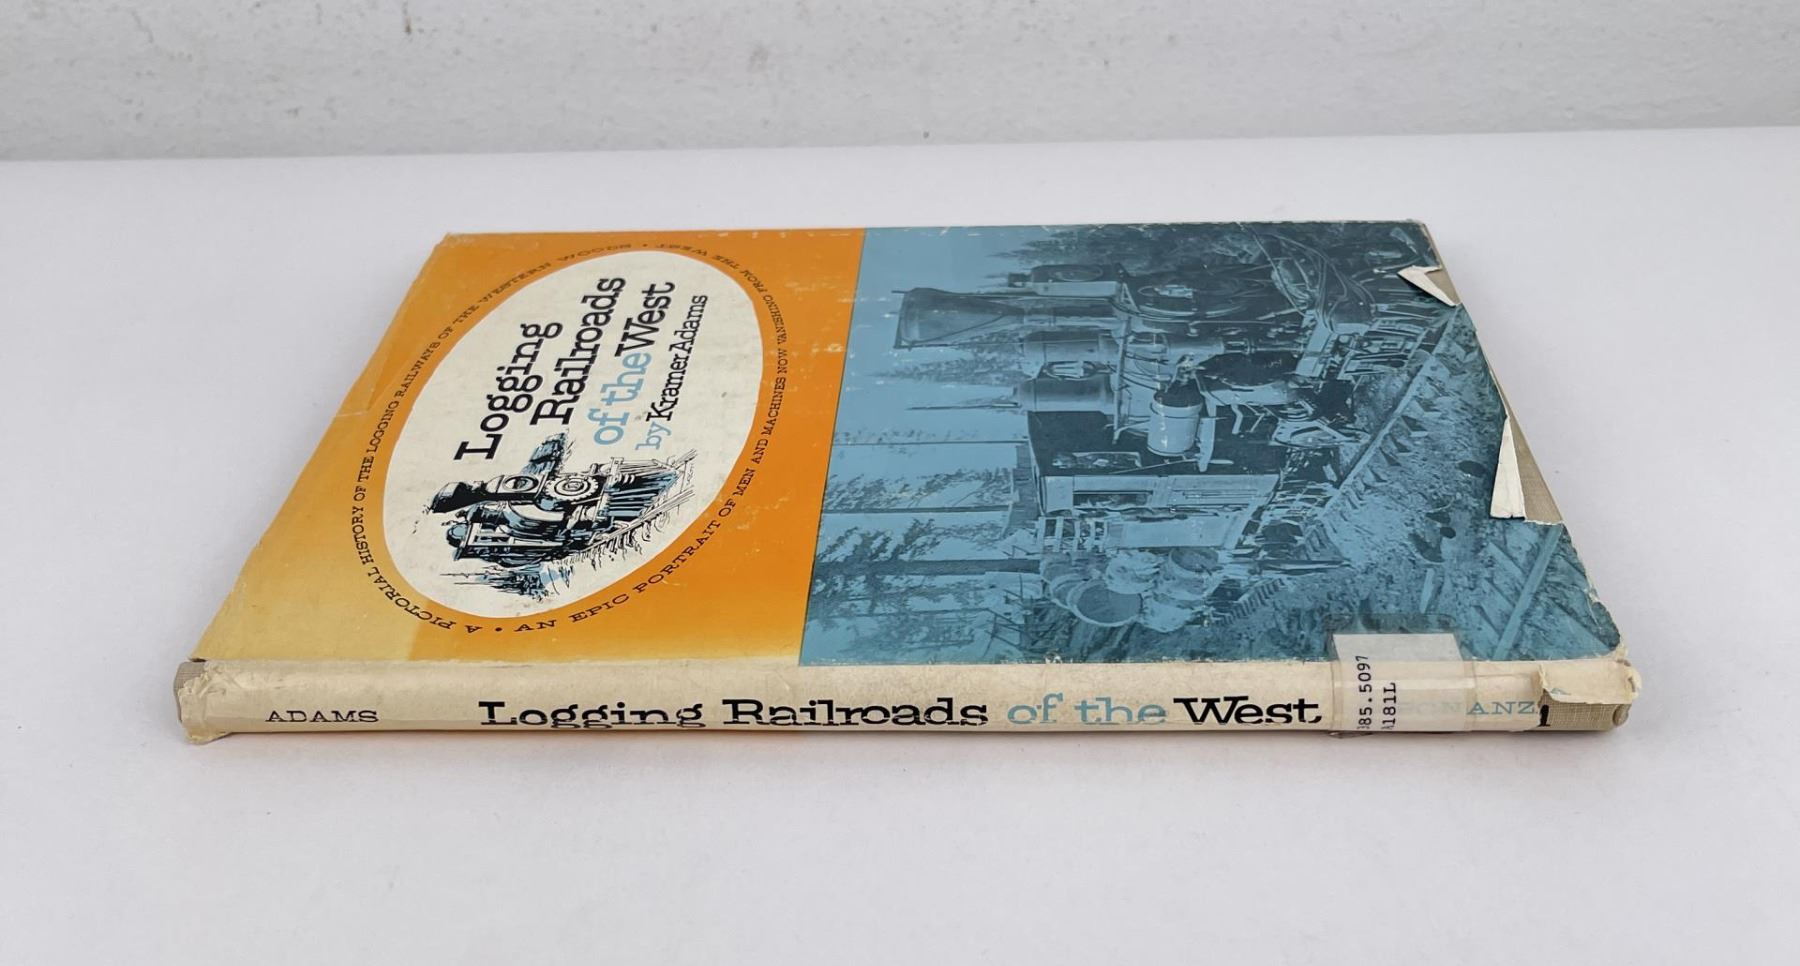 Logging
Railroads
of the West
by Kramer Adams
A PICTORIAL HISTORY OF THE LOGGING RAILWAYS OF THE WESTERN WOODS •
AN EPIC PORTRAIT OF MEN AND MACHINES NOW VANISHING FROM THE WEST •
ADAMS
Logging Railroads of the West
BONANZ
385.5097
A181L